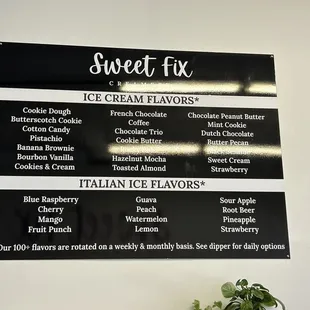 Sweet Fix
ICE CREAM FLAVORS*
Cookie Dough
Butterscotch Cookie
Cotton Candy
Pistachio
Banana Brownie
Bourbon Vanilla
Cookies & Cream
French Chocolate
Coffee
Chocolate Trio
Cookie Butter
Hazelnut Mocha
Toasted Almond
Chocolate Peanut Butter
Mint Cookie
Dutch Chocolate
Butter Pecan
Sweet Cream
Strawberry
ITALIAN ICE FLAVORS*
Blue Raspberry
Cherry
Mango
Fruit Punch
Guava
Peach
Watermelon
Lemon
Sour Apple
Root Beer
Pineapple
Strawberry
Our 100+ flavors are rotated on a weekly & monthly basis. See dipper for daily options